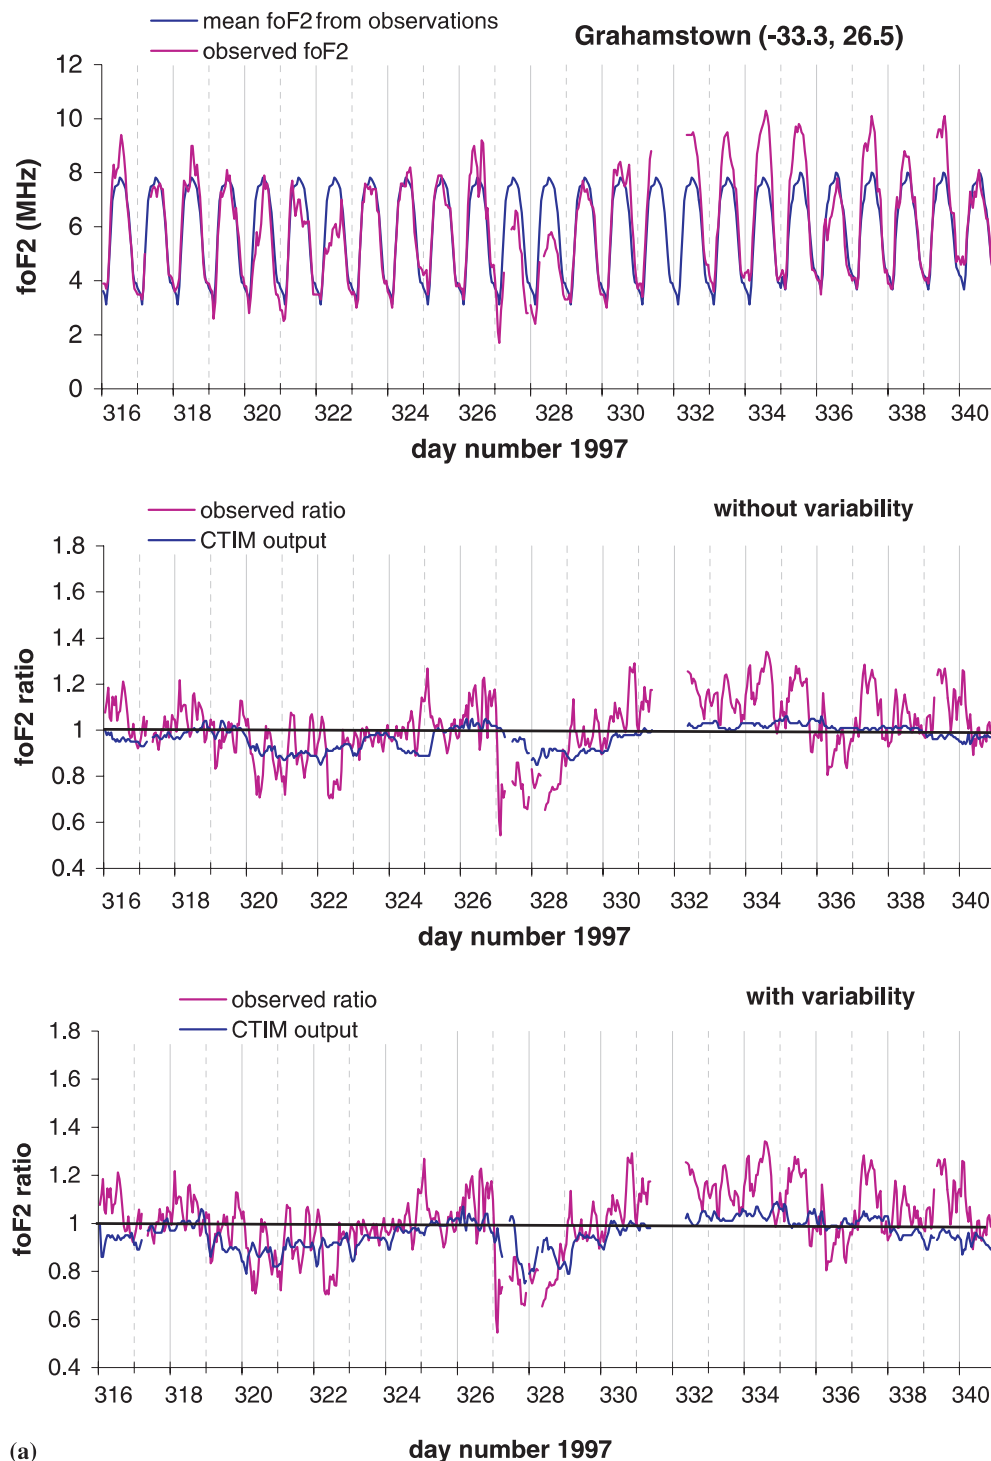 mean foF2 from observations
observed foF2
Grahamstown (-33.3, 26.5)
12
10
8
6
4
2
0
foF2 (MHz)
316 318 320 322 324 326 328 330 332 334 336 338 340
day number 1997
observed ratio
CTIM output
without variability
1.8
1.6
1.4
1.2
1
0.8
0.6
0.4
foF2 ratio
316 318 320 322 324 326 328 330 332 334 336 338 340
day number 1997
observed ratio
CTIM output
with variability
1.8
1.6
1.4
1.2
1
0.8
0.6
0.4
foF2 ratio
316 318 320 322 324 326 328 330 332 334 336 338 340
(a)
day number 1997